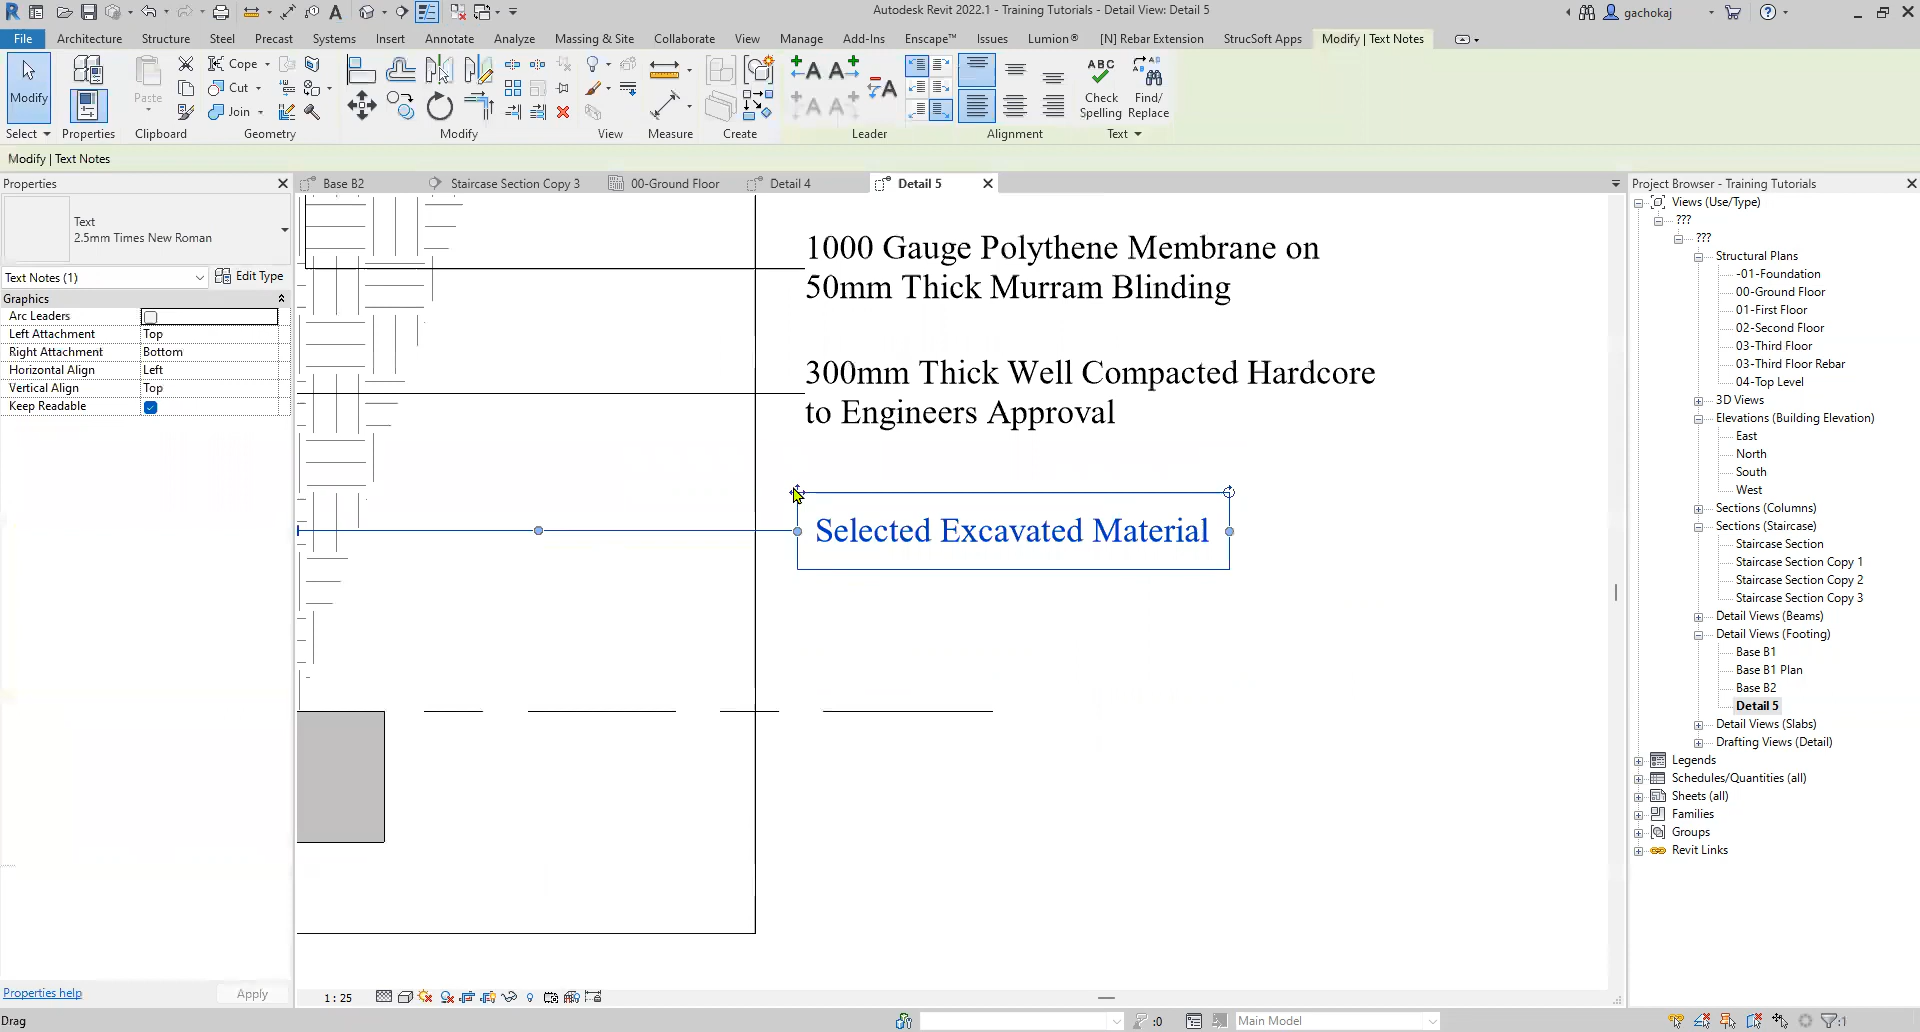 Autodesk Revit 2022.1 - Training Tutorials - Detail View: Detail 5
gachokaj
File Architecture Structure Steel Precast Systems Insert Annotate Analyze Massing & Site Collaborate View Manage Add-Ins Enscape™ Issues Lumion® [N] Rebar Extension StrucSoft Apps Modify | Text Notes
Modify
Paste
Cope
Cut
Join
Check Spelling
Find/ Replace
Select Properties Clipboard Geometry Modify View Measure Create Leader Alignment Text
Modify | Text Notes
Properties
Text
2.5mm Times New Roman
Text Notes (1) Edit Type
Graphics
Arc Leaders
Left Attachment Top
Right Attachment Bottom
Horizontal Align Left
Vertical Align Top
Keep Readable
Properties help Apply
Base B2 Staircase Section Copy 3 00-Ground Floor Detail 4 Detail 5
1000 Gauge Polythene Membrane on
50mm Thick Murram Blinding
300mm Thick Well Compacted Hardcore
to Engineers Approval
Selected Excavated Material
1 : 25
Project Browser - Training Tutorials
Views (Use/Type)
???
???
Structural Plans
-01-Foundation
00-Ground Floor
01-First Floor
02-Second Floor
03-Third Floor
03-Third Floor Rebar
04-Top Level
3D Views
Elevations (Building Elevation)
East
North
South
West
Sections (Columns)
Sections (Staircase)
Staircase Section
Staircase Section Copy 1
Staircase Section Copy 2
Staircase Section Copy 3
Detail Views (Beams)
Detail Views (Footing)
Base B1
Base B1 Plan
Base B2
Detail 5
Detail Views (Slabs)
Drafting Views (Detail)
Legends
Schedules/Quantities (all)
Sheets (all)
Families
Groups
Revit Links
Drag
:0
Main Model
:1